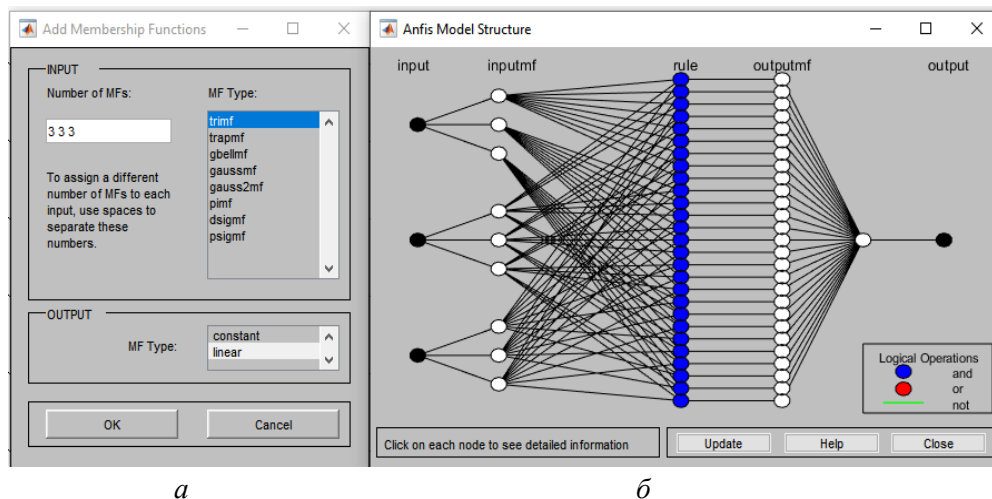 Add Membership Functions
INPUT
Number of MFs:
3 3 3
To assign a different
number of MFs to each
input, use spaces to
separate these
numbers.
MF Type:
trimf
trapmf
gbellmf
gaussmf
gauss2mf
pimf
dsigmf
psigmf
OUTPUT
MF Type:
constant
linear
OK
Cancel
Anfis Model Structure
input
inputmf
rule
outputmf
output
Logical Operations
and
or
not
Click on each node to see detailed information
Update
Help
Close
а
б